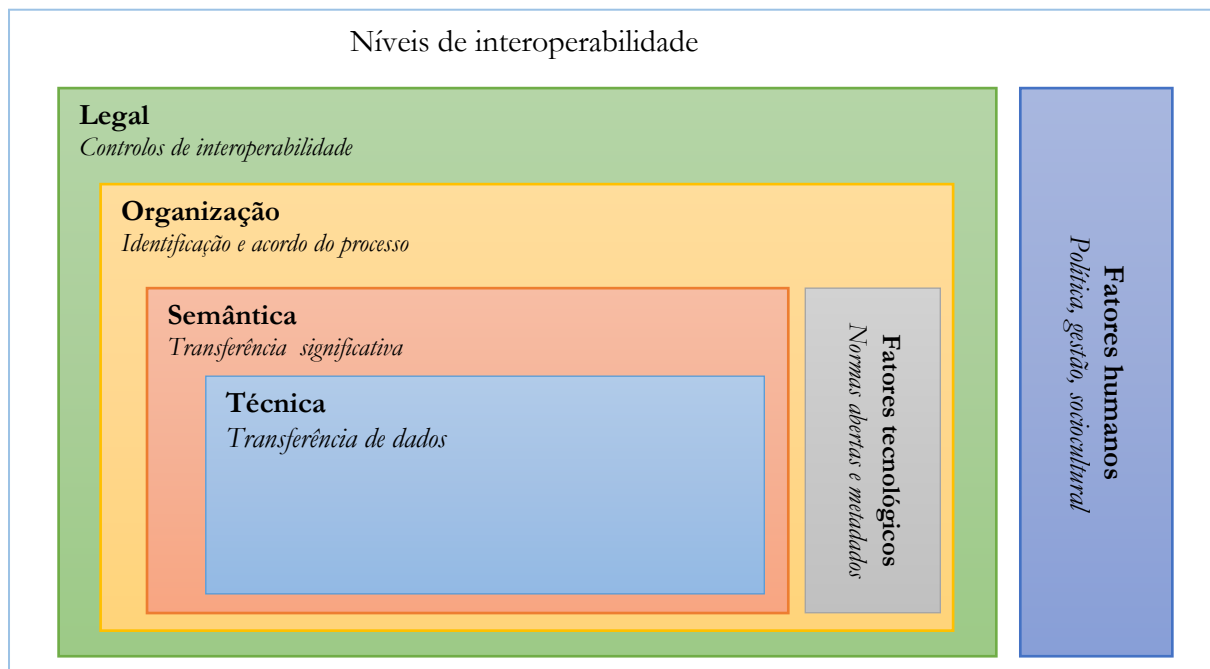 Níveis de interoperabilidade
Legal
Controlos de interoperabilidade
Organização
Identificação e acordo do processo
Semântica
Transferência significativa
Técnica
Transferência de dados
Fatores tecnológicos
Normas abertas e metadados
Fatores humanos
Política, gestão, sociocultural